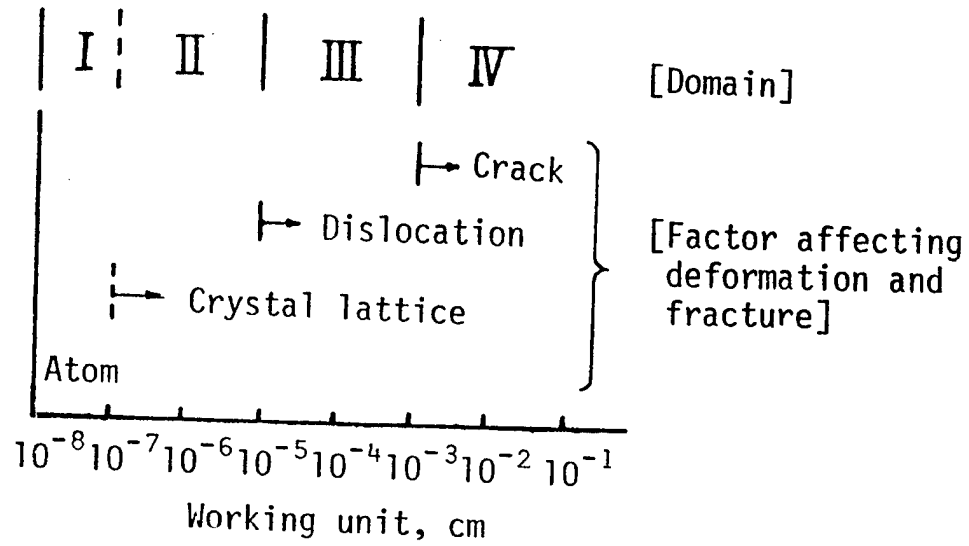 I II III IV [Domain]
Crack
Dislocation
[Factor affecting
deformation and
fracture]
Crystal lattice
Atom
10⁻⁸ 10⁻⁷ 10⁻⁶ 10⁻⁵ 10⁻⁴ 10⁻³ 10⁻² 10⁻¹
Working unit, cm